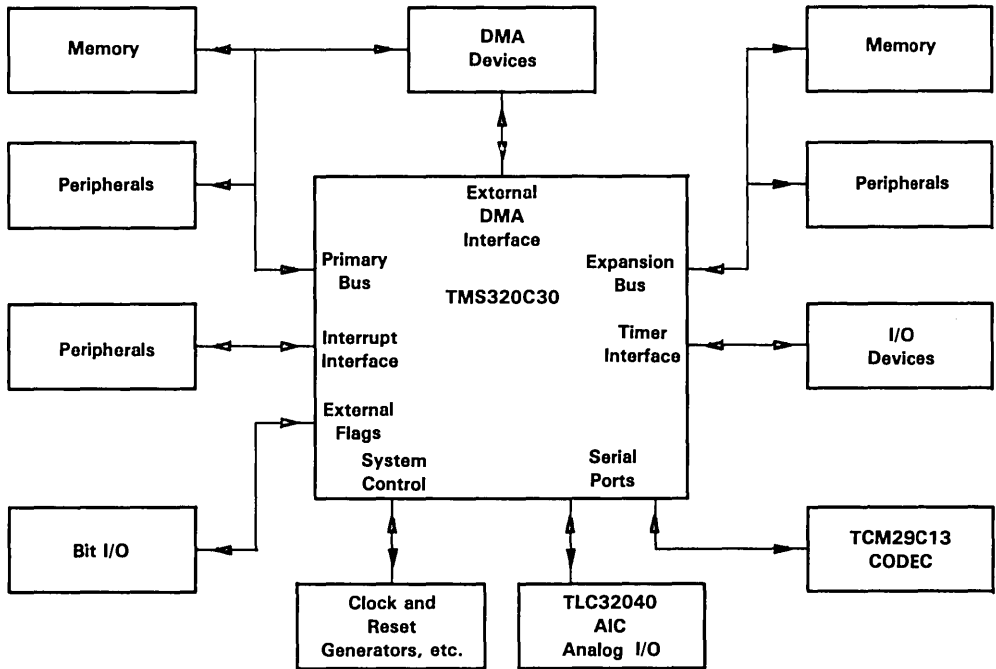 Memory
DMA
Devices
Memory
Peripherals
Peripherals
External
DMA
Interface
Primary
Bus
Expansion
Bus
TMS320C30
Peripherals
Interrupt
Interface
Timer
Interface
I/O
Devices
External
Flags
System
Control
Serial
Ports
Bit I/O
TCM29C13
CODEC
Clock and
Reset
Generators, etc.
TLC32040
AIC
Analog I/O